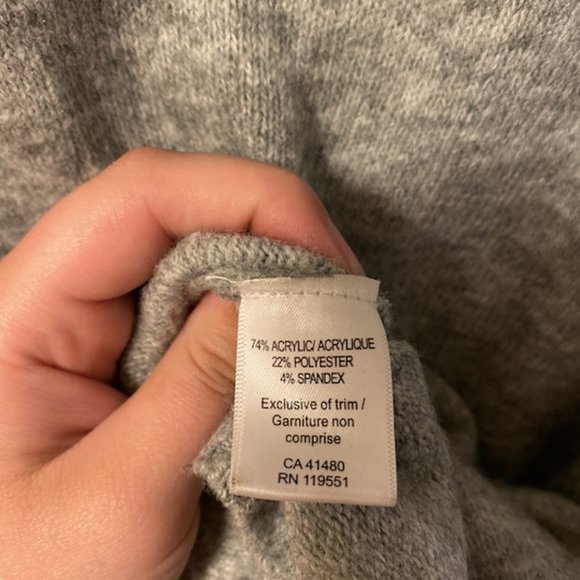 74% ACRYLIC/ ACRYLIQUE
22% POLYESTER
4% SPANDEX
Exclusive of trim /
Garniture non
comprise
CA 41480
RN 119551